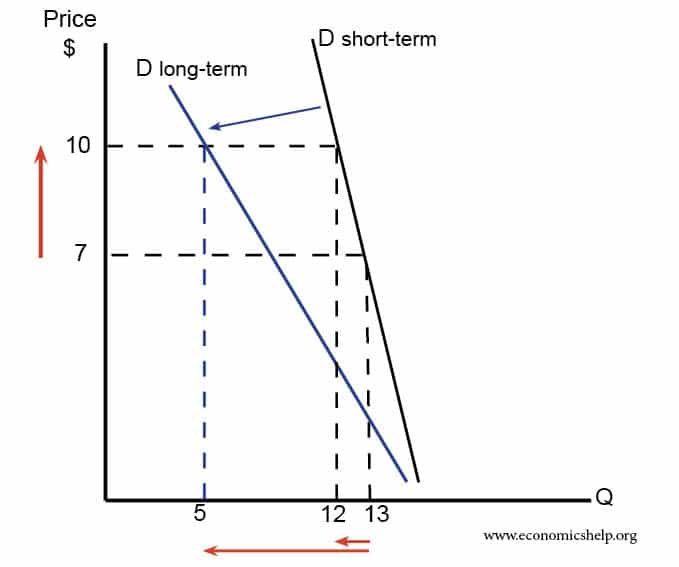 Price
$
D short-term
D long-term
10
7
Q
5
12
13
www.economicshelp.org